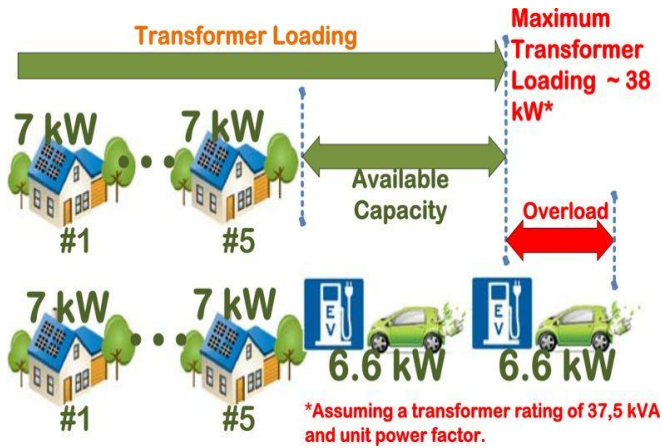 Transformer Loading
Maximum
Transformer
Loading ~ 38
kW*
7 kW
7 kW
#1
#5
Available
Capacity
Overload
7 kW
7 kW
#1
#5
EV
6.6 kW
EV
6.6 kW
*Assuming a transformer rating of 37,5 kVA
and unit power factor.